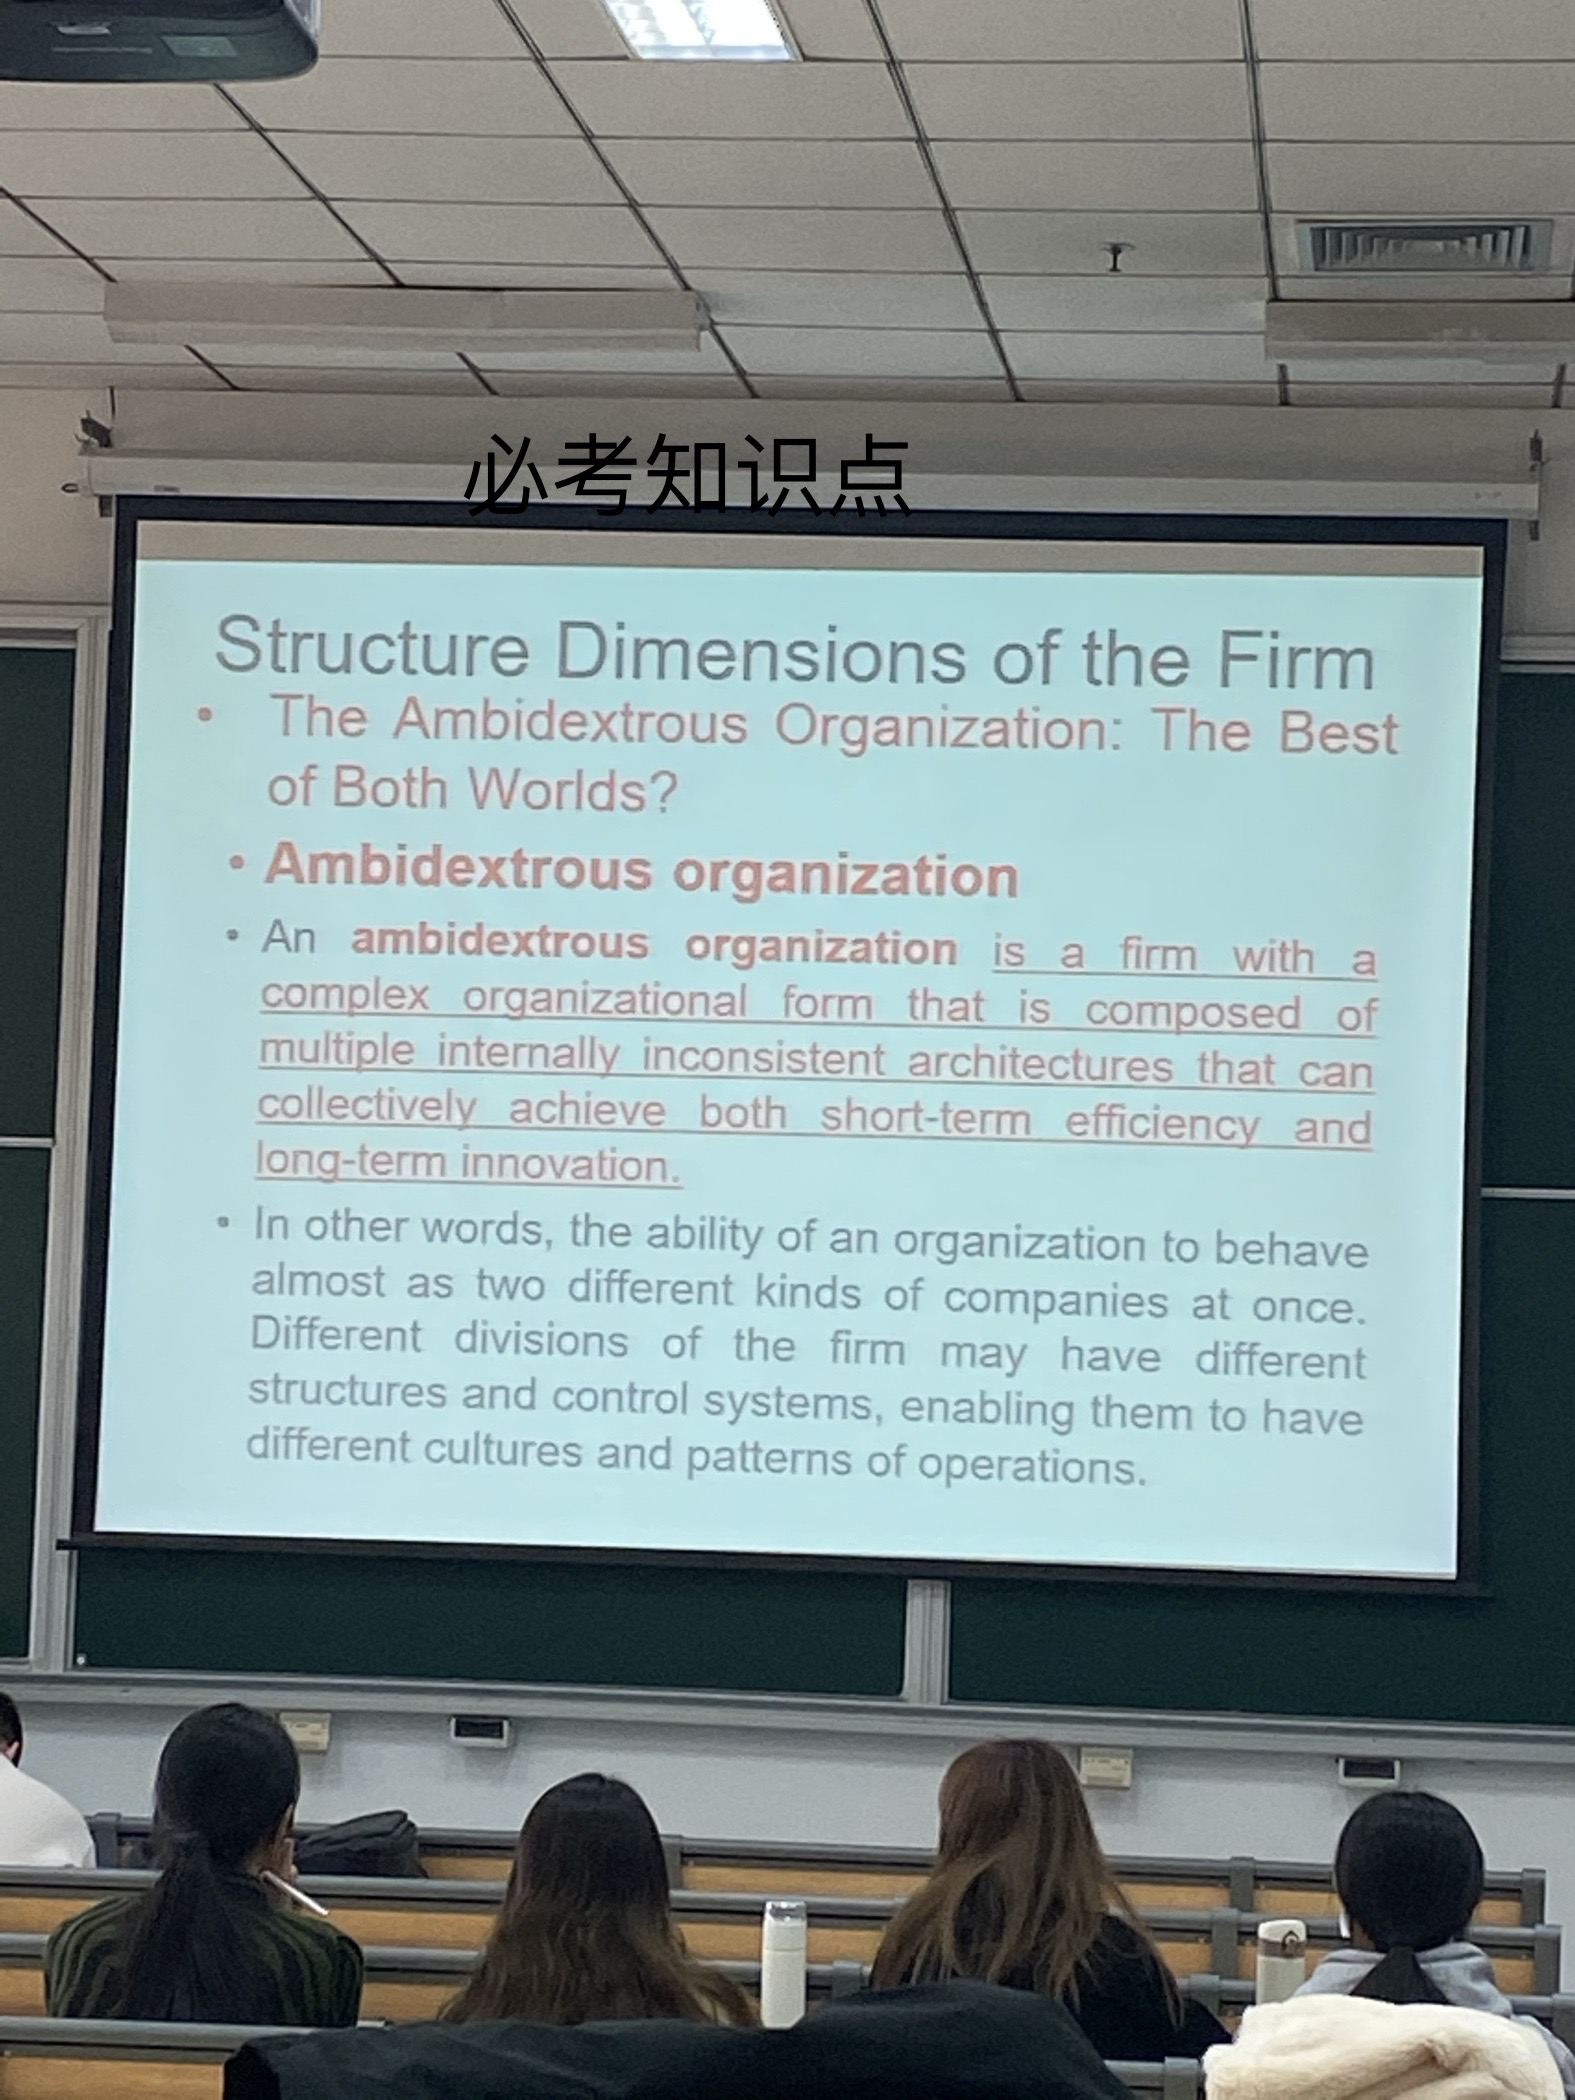 必考知识点
Structure Dimensions of the Firm
• The Ambidextrous Organization: The Best
of Both Worlds?
• Ambidextrous organization
• An ambidextrous organization is a firm with a
complex organizational form that is composed of
multiple internally inconsistent architectures that can
collectively achieve both short-term efficiency and
long-term innovation.
• In other words, the ability of an organization to behave
almost as two different kinds of companies at once.
Different divisions of the firm may have different
structures and control systems, enabling them to have
different cultures and patterns of operations.